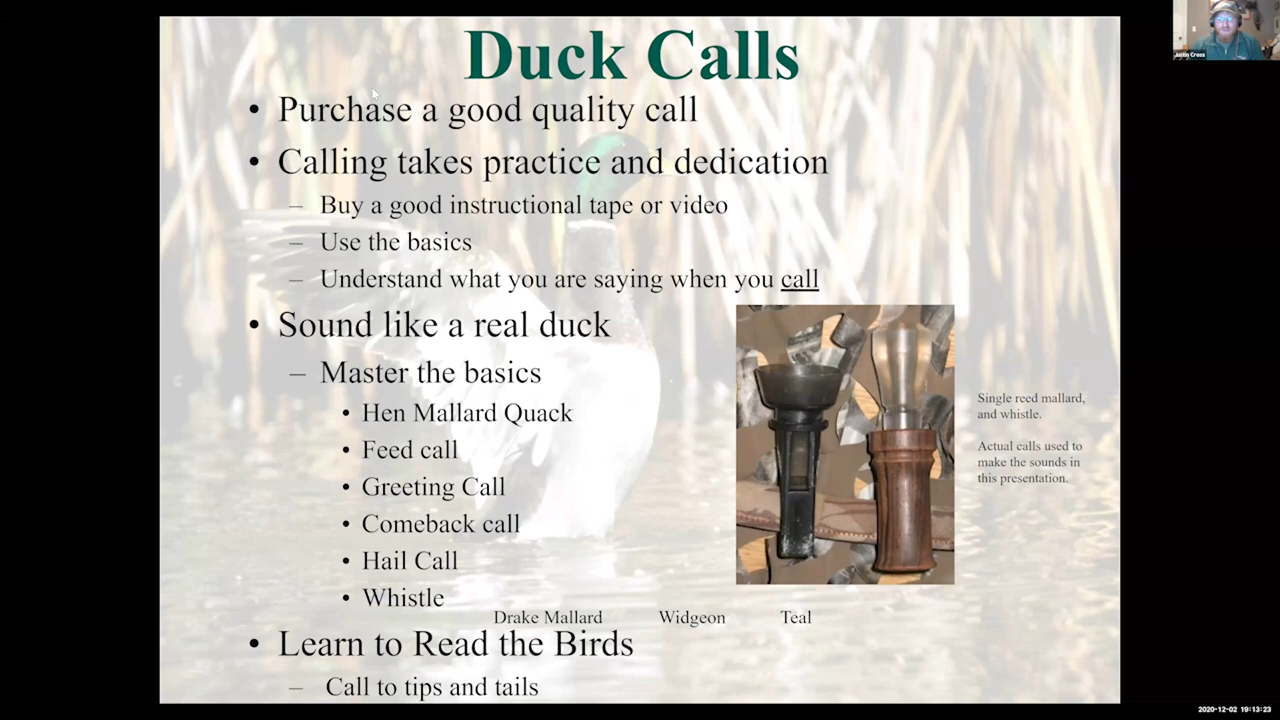 Duck Calls
Justin Cross
• Purchase a good quality call
• Calling takes practice and dedication
– Buy a good instructional tape or video
– Use the basics
– Understand what you are saying when you call
• Sound like a real duck
– Master the basics
• Hen Mallard Quack
• Feed call
• Greeting Call
• Comeback call
• Hail Call
• Whistle
Drake Mallard Widgeon Teal
Single reed mallard,
and whistle.
Actual calls used to
make the sounds in
this presentation.
• Learn to Read the Birds
– Call to tips and tails
2020-12-02 19:13:23